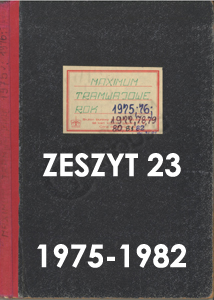 MAXIMUM
TRAMWAJOWE
ROK: 1975;76;
1977,78,79
80 81 82
ZESZYT 23
1975-1982